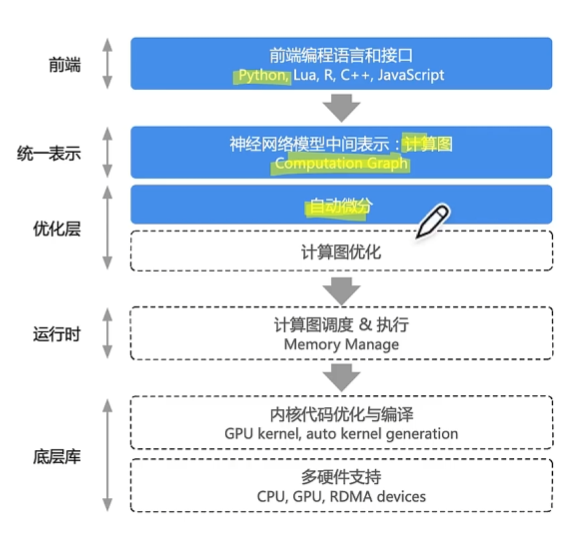 前端
前端编程语言和接口
Python, Lua, R, C++, JavaScript
统一表示
神经网络模型中间表示：计算图
Computation Graph
优化层
自动微分
计算图优化
运行时
计算图调度 & 执行
Memory Manage
底层库
内核代码优化与编译
GPU kernel, auto kernel generation
多硬件支持
CPU, GPU, RDMA devices